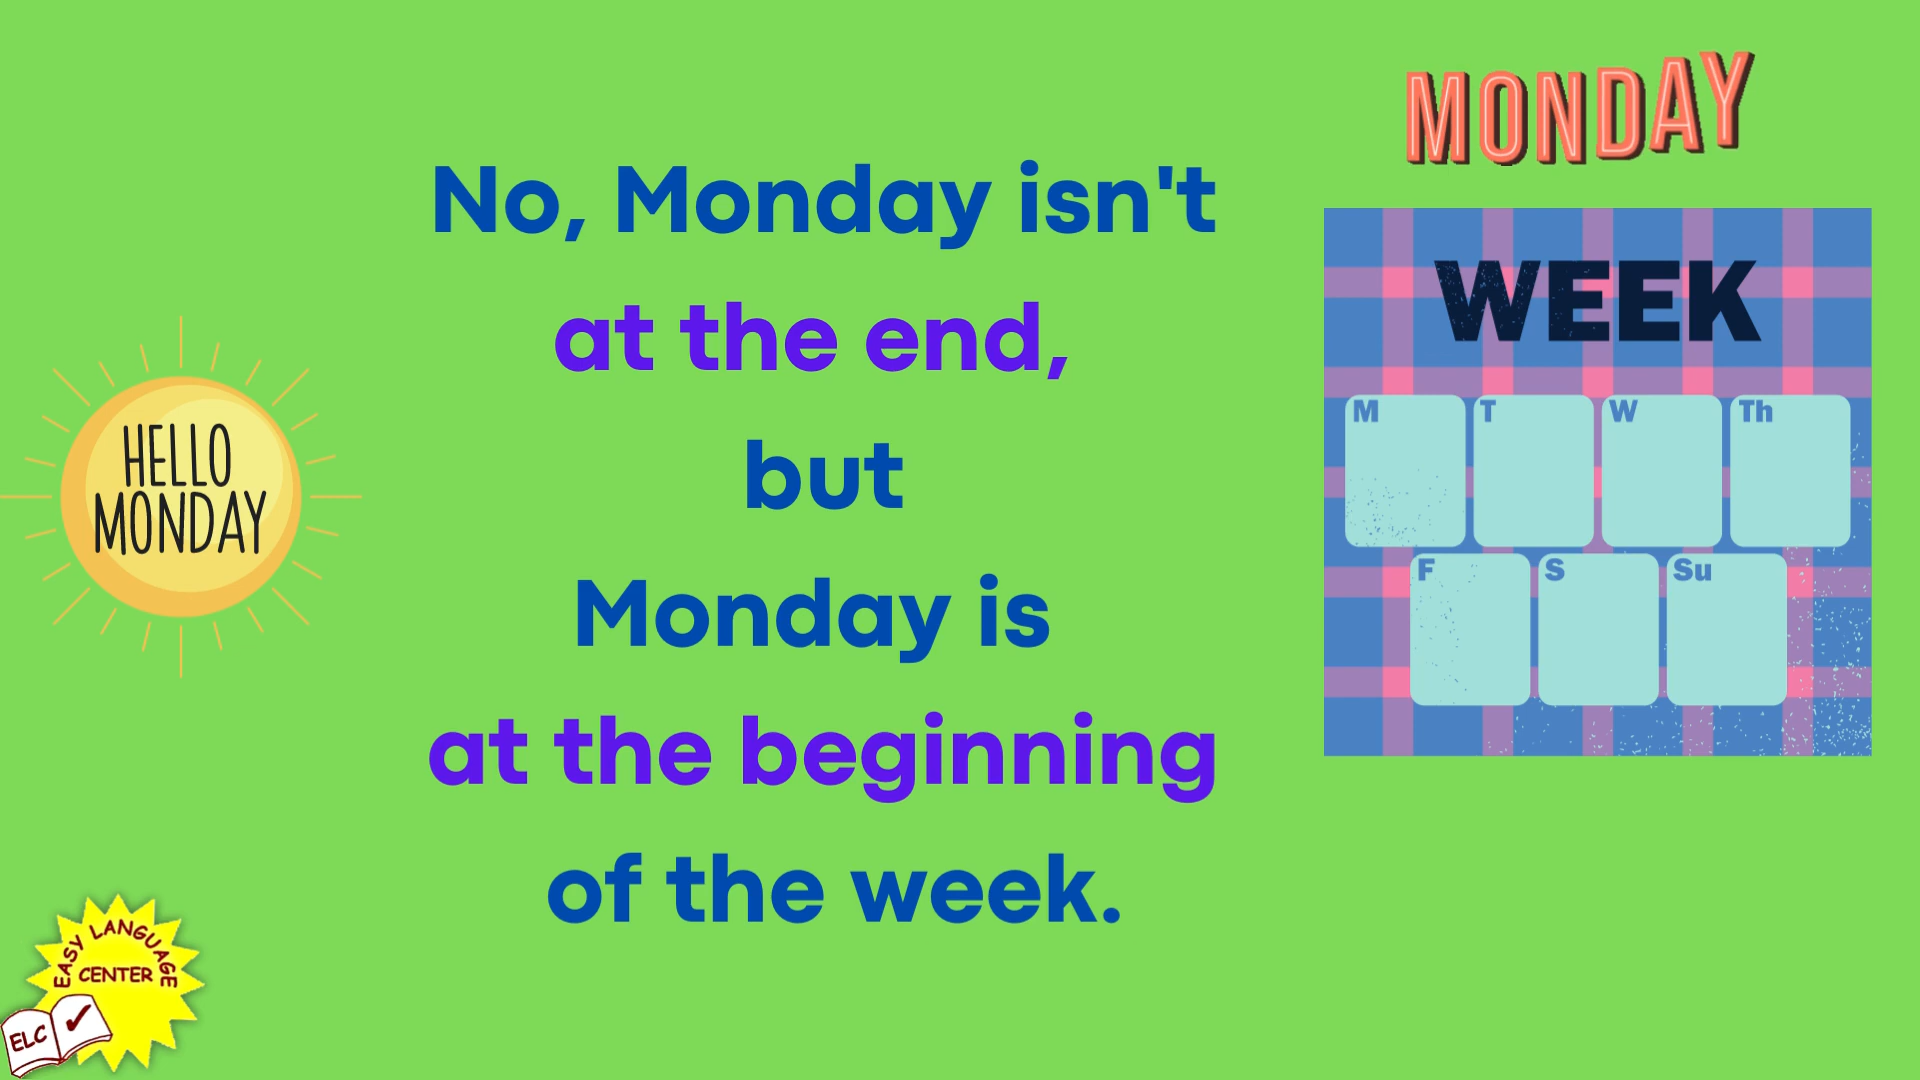 MONDAY
No, Monday isn't
at the end,
but
Monday is
at the beginning
of the week.
HELLO
MONDAY
WEEK
M T W Th
F S Su
EASY LANGUAGE
CENTER
ELC